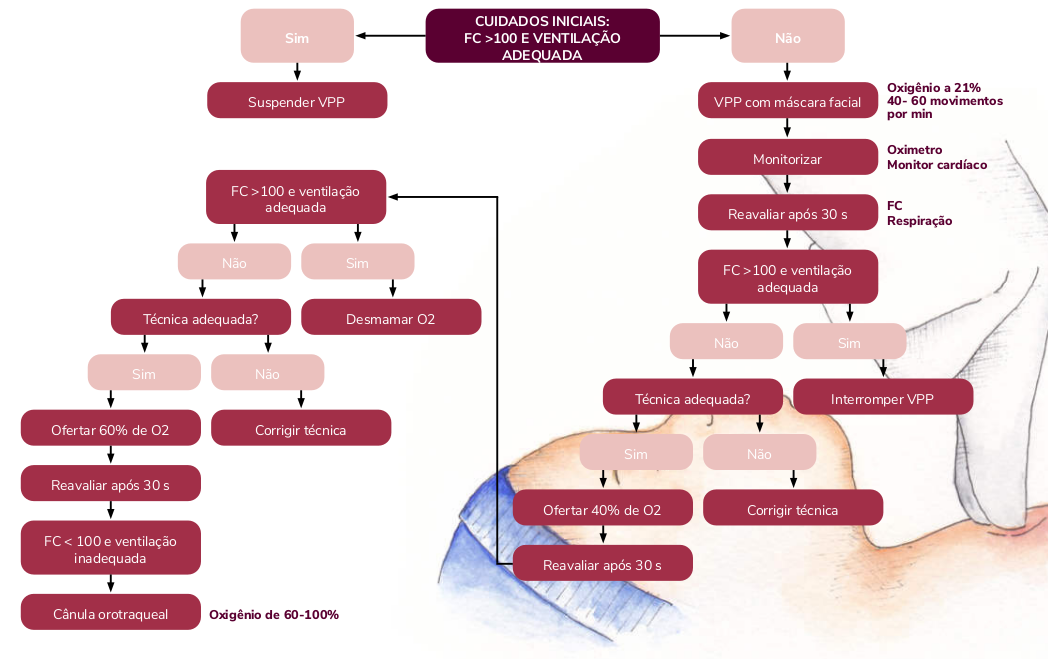 CUIDADOS INICIAIS:
FC >100 E VENTILAÇÃO
ADEQUADA
Sim
Não
Suspender VPP
VPP com máscara facial
Oxigênio a 21%
40- 60 movimentos
por min
Monitorizar
Oximetro
Monitor cardíaco
Reavaliar após 30 s
FC
Respiração
FC >100 e ventilação
adequada
Não
Sim
Técnica adequada?
Interromper VPP
Sim
Não
Ofertar 40% de O2
Corrigir técnica
Reavaliar após 30 s
FC >100 e ventilação
adequada
Não
Sim
Técnica adequada?
Desmamar O2
Sim
Não
Ofertar 60% de O2
Corrigir técnica
Reavaliar após 30 s
FC < 100 e ventilação
inadequada
Cânula orotraqueal
Oxigênio de 60-100%